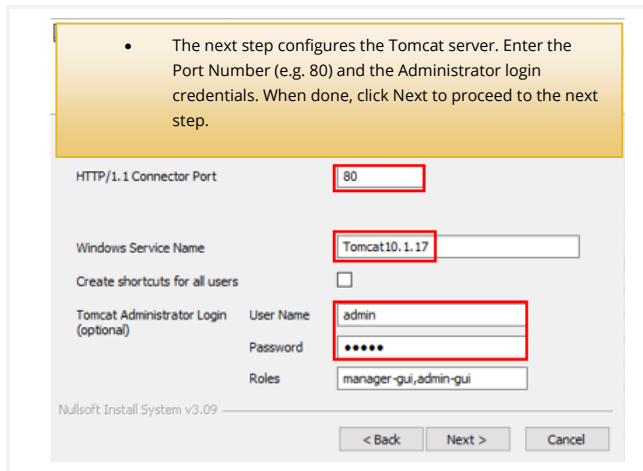 • The next step configures the Tomcat server. Enter the
Port Number (e.g. 80) and the Administrator login
credentials. When done, click Next to proceed to the next
step.
HTTP/1.1 Connector Port 80
Windows Service Name Tomcat10.1.17
Create shortcuts for all users
Tomcat Administrator Login User Name admin
(optional)
Password •••••
Roles manager-gui,admin-gui
Nullsoft Install System v3.09
< Back Next > Cancel